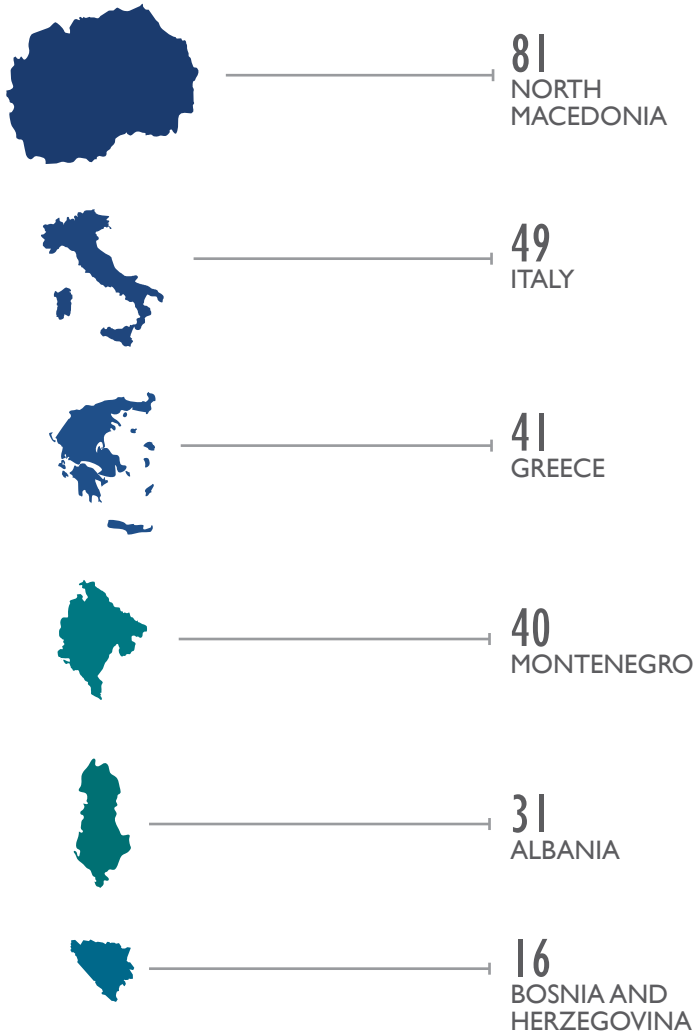 81
NORTH
MACEDONIA
49
ITALY
41
GREECE
40
MONTENEGRO
31
ALBANIA
16
BOSNIA AND
HERZEGOVINA